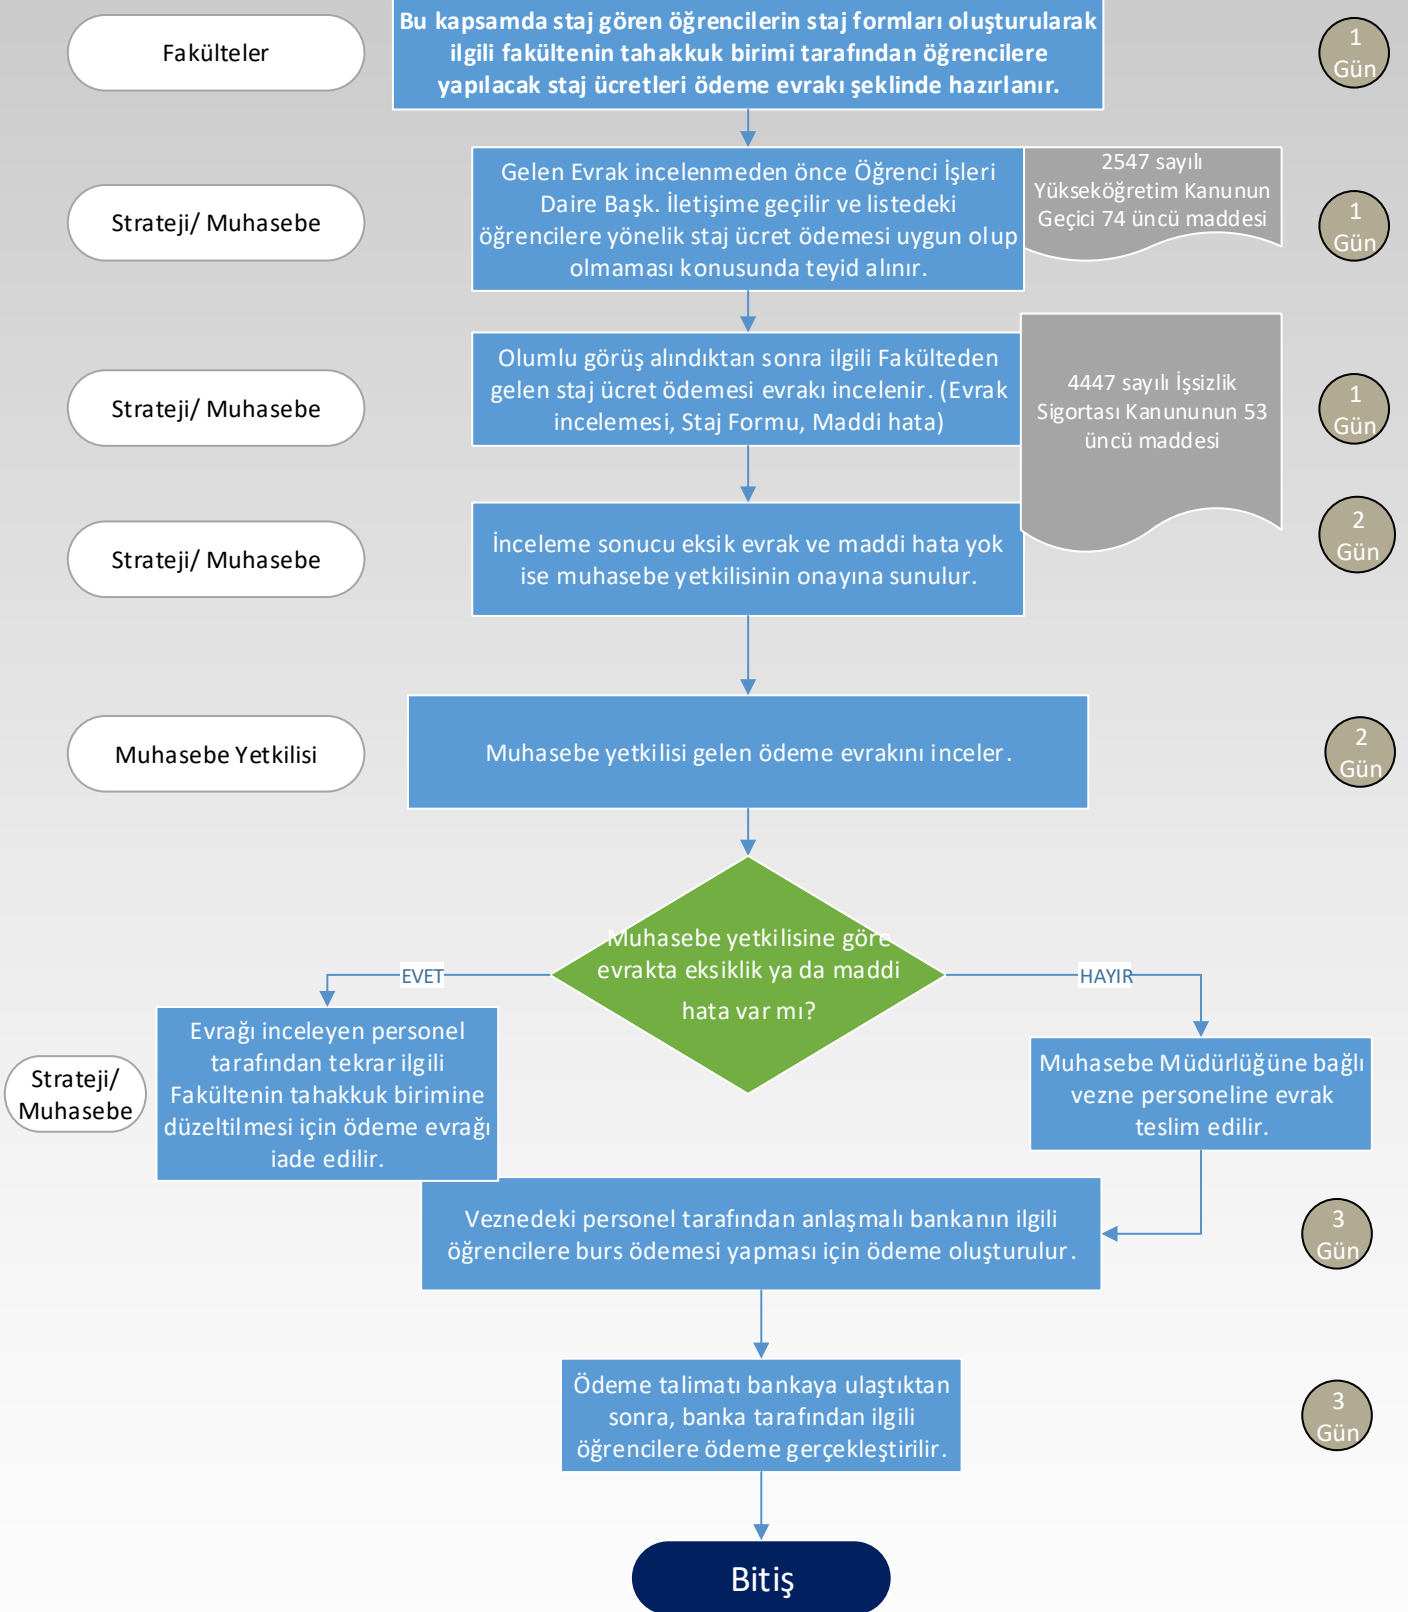 Fakülteler
Bu kapsamda staj gören öğrencilerin staj formları oluşturularak
ilgili fakültenin tahakkuk birimi tarafından öğrencilere
yapılacak staj ücretleri ödeme evrakı şeklinde hazırlanır.
1
Gün
Strateji/ Muhasebe
Gelen Evrak incelenmeden önce Öğrenci İşleri
Daire Başk. İletişime geçilir ve listedeki
öğrencilere yönelik staj ücret ödemesi uygun olup
olmaması konusunda teyid alınır.
2547 sayılı
Yükseköğretim Kanunun
Geçici 74 üncü maddesi
1
Gün
Strateji/ Muhasebe
Olumlu görüş alındıktan sonra ilgili Fakülteden
gelen staj ücret ödemesi evrakı incelenir. (Evrak
incelemesi, Staj Formu, Maddi hata)
4447 sayılı İşsizlik
Sigortası Kanununun 53
üncü maddesi
1
Gün
Strateji/ Muhasebe
İnceleme sonucu eksik evrak ve maddi hata yok
ise muhasebe yetkilisinin onayına sunulur.
2
Gün
Muhasebe Yetkilisi
Muhasebe yetkilisi gelen ödeme evrakını inceler.
2
Gün
Muhasebe yetkilisine göre
evrakta eksiklik ya da maddi
hata var mı?
EVET
HAYIR
Strateji/
Muhasebe
Evrağı inceleyen personel
tarafından tekrar ilgili
Fakültenin tahakkuk birimine
düzeltilmesi için ödeme evrağı
iade edilir.
Muhasebe Müdürlüğüne bağlı
vezne personeline evrak
teslim edilir.
Veznedeki personel tarafından anlaşmalı bankanın ilgili
öğrencilere burs ödemesi yapması için ödeme oluşturulur.
3
Gün
Ödeme talimatı bankaya ulaştıktan
sonra, banka tarafından ilgili
öğrencilere ödeme gerçekleştirilir.
3
Gün
Bitiş